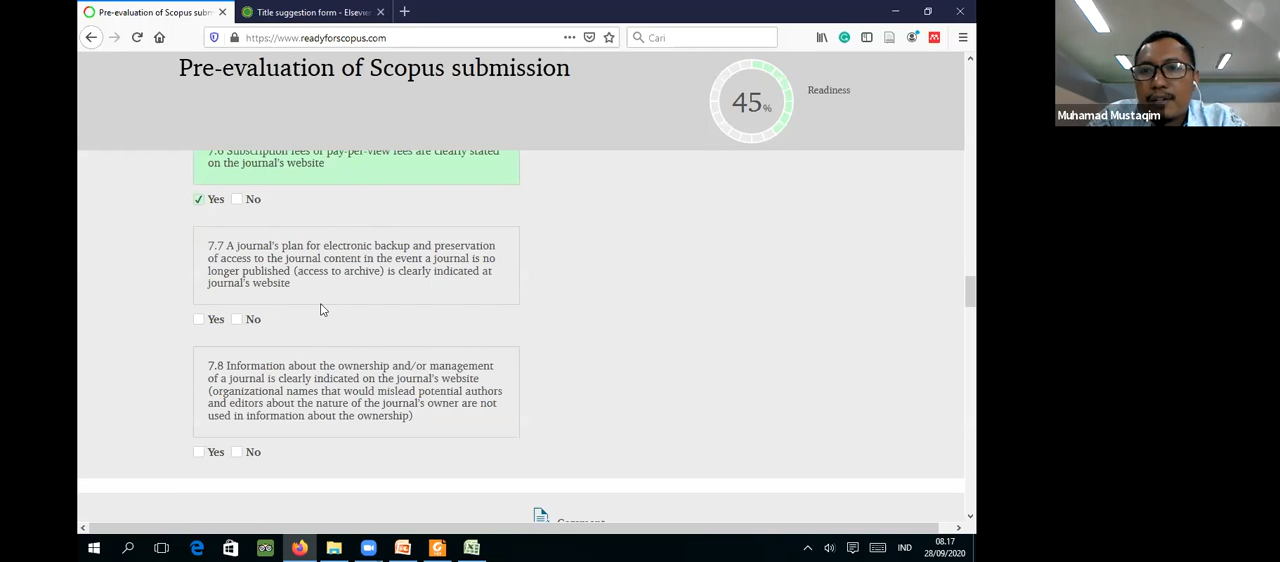 Pre-evaluation of Scopus subm
Title suggestion form - Elsevier
https://www.readyforscopus.com
Cari
Pre-evaluation of Scopus submission
45%
Readiness
7.6 Subscription fees or pay-per-view fees are clearly stated
on the journal's website
Yes No
7.7 A journal's plan for electronic backup and preservation
of access to the journal content in the event a journal is no
longer published (access to archive) is clearly indicated at
journal's website
Yes No
7.8 Information about the ownership and/or management
of a journal is clearly indicated on the journal's website
(organizational names that would mislead potential authors
and editors about the nature of the journal's owner are not
used in information about the ownership)
Yes No
Comment
Muhamad Mustaqim
IND
08.17
28/09/2020